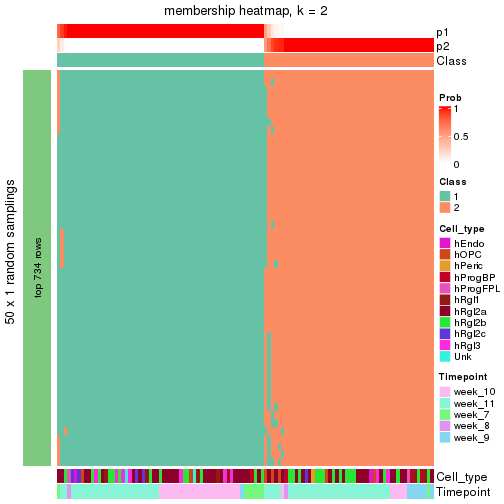 membership heatmap, k = 2
p1
p2
Class
50 x 1 random samplings
top 734 rows
Prob
1
0.5
0
Class
1
2
Cell_type
hEndo
hOPC
hPeric
hProgBP
hProgFPL
hRgl1
hRgl2a
hRgl2b
hRgl2c
hRgl3
Unk
Timepoint
week_10
week_11
week_7
week_8
week_9
Cell_type
Timepoint